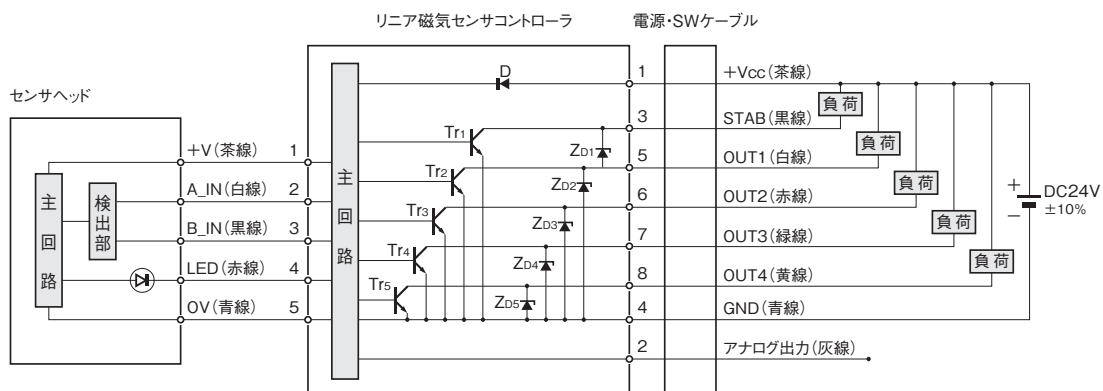 リニア磁気センサコントローラ
電源・SWケーブル
センサヘッド
主回路
検出部
+V(茶線) 1
A_IN(白線) 2
B_IN(黒線) 3
LED(赤線) 4
0V(青線) 5
主回路
D
Tr1
Tr2
Tr3
Tr4
Tr5
ZD1
ZD2
ZD3
ZD4
ZD5
1 +Vcc(茶線)
3 STAB(黒線)
5 OUT1(白線)
6 OUT2(赤線)
7 OUT3(緑線)
8 OUT4(黄線)
4 GND(青線)
2 アナログ出力(灰線)
負荷
負荷
負荷
負荷
負荷
+
−
DC24V
±10%